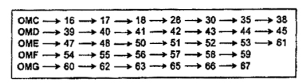 OMC → 16 → 17 → 18 → 28 → 30 → 35 → 38
OMD → 39 → 40 → 41 → 42 → 43 → 44 → 45
OME → 47 → 48 → 50 → 51 → 52 → 53 → 61
OMF → 54 → 55 → 56 → 57 → 58 → 59
OMG → 60 → 62 → 63 → 65 → 66 → 67